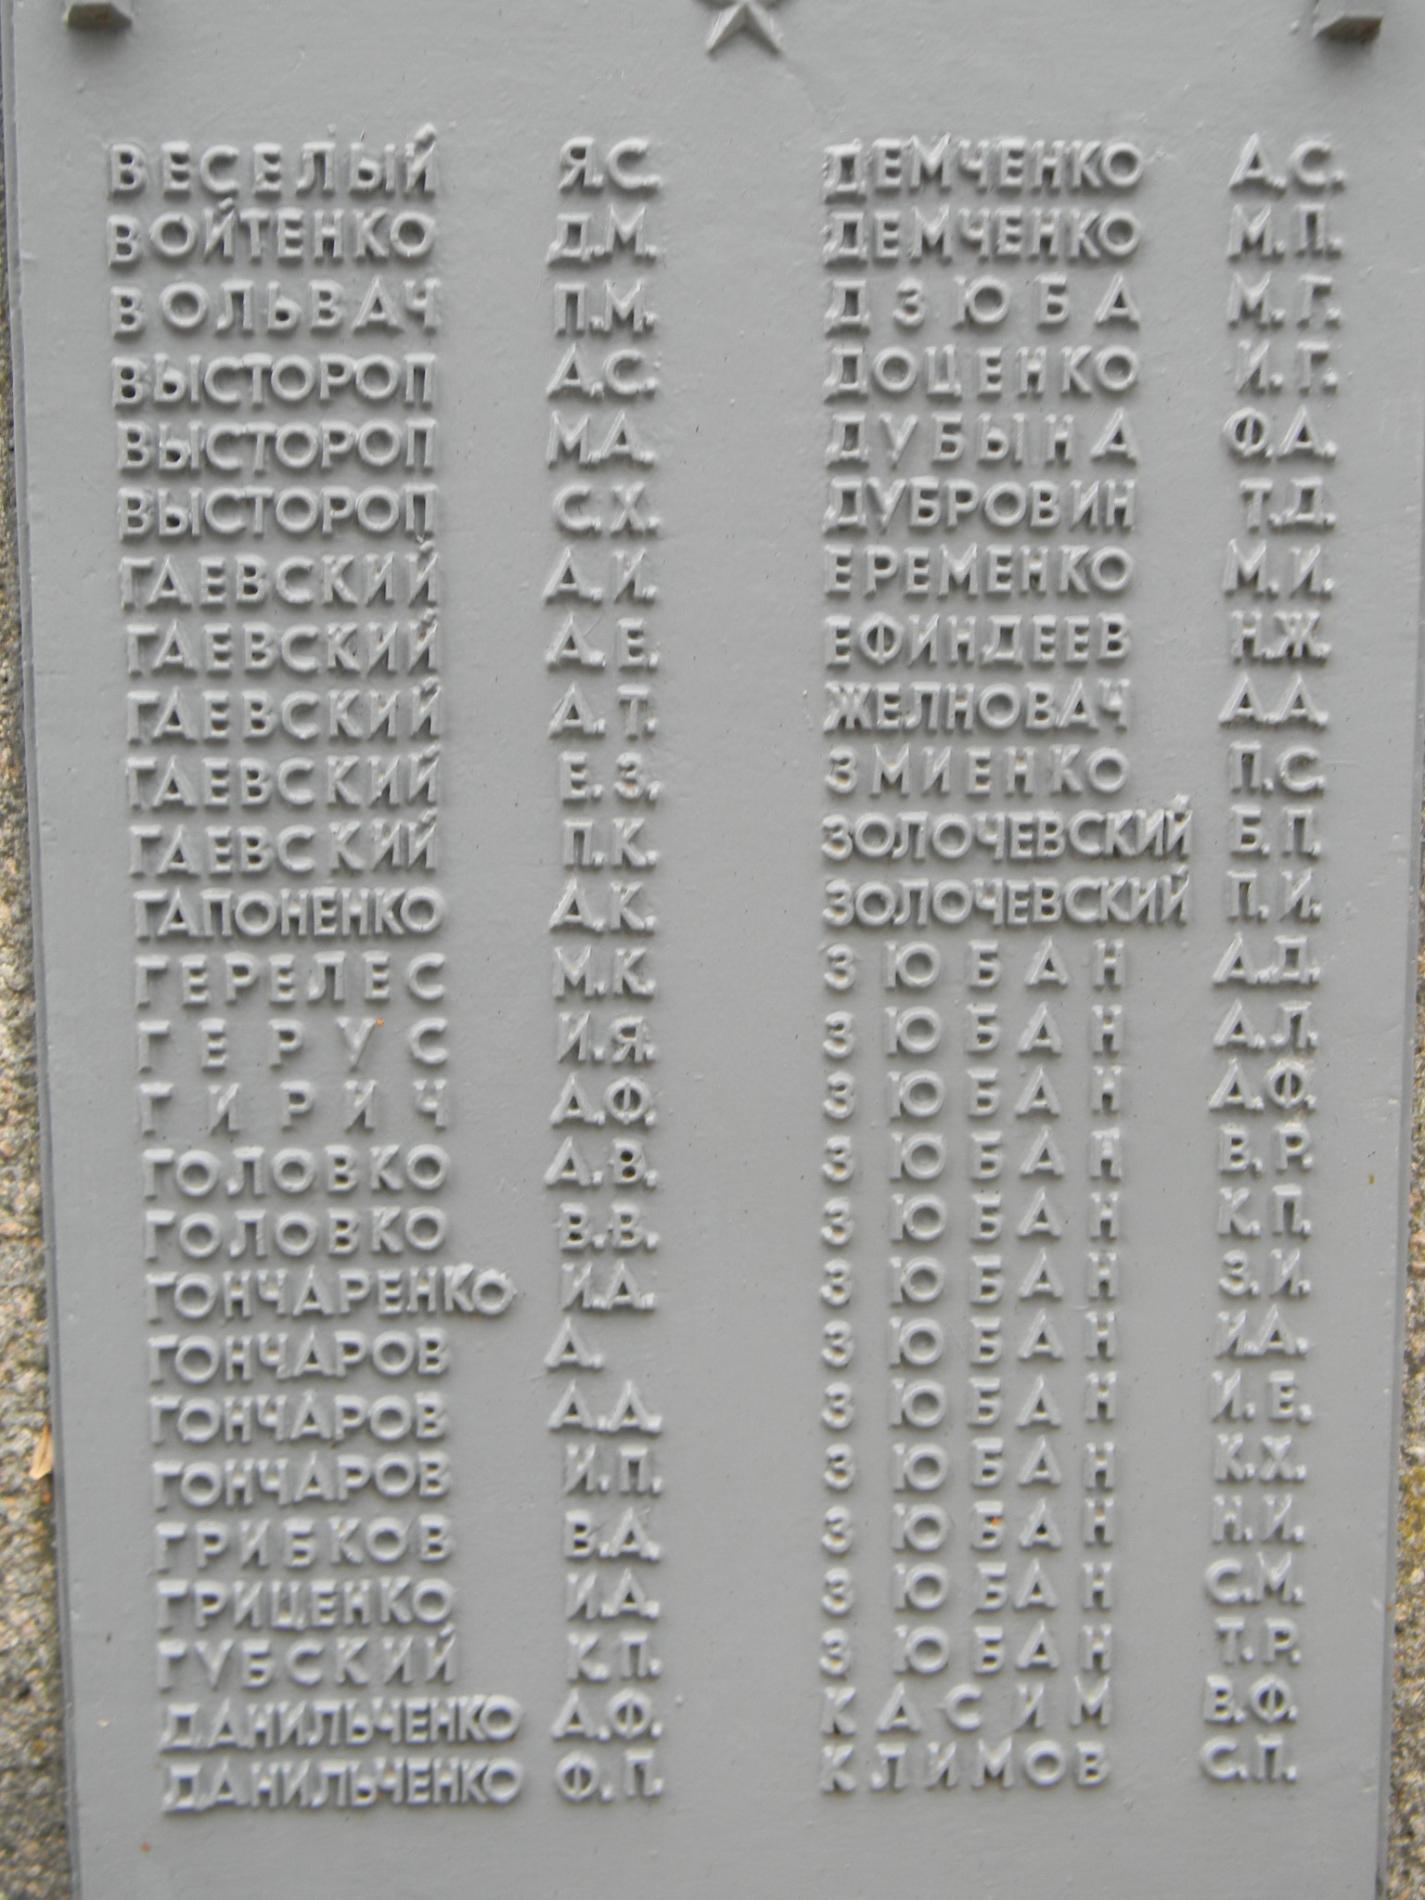 ВЕСЕЛЫЙ Я.С.
ВОЙТЕНКО Д.М.
ВОЛЬВАЧ П.М.
ВЫСТОРОП А.С.
ВЫСТОРОП М.А.
ВЫСТОРОП С.Х.
ГАЕВСКИЙ А.И.
ГАЕВСКИЙ А.Е.
ГАЕВСКИЙ А.Т.
ГАЕВСКИЙ Е.З.
ГАЕВСКИЙ П.К.
ГАПОНЕНКО Д.К.
ГЕРЕЛЕС М.К.
ГЕРУС И.Я.
ГИРИЧ А.Ф.
ГОЛОВКО А.В.
ГОЛОВКО В.В.
ГОНЧАРЕНКО И.А.
ГОНЧАРОВ А.
ГОНЧАРОВ А.Д.
ГОНЧАРОВ И.П.
ГРИБКОВ В.Д.
ГРИЦЕНКО И.А.
ГУБСКИЙ К.П.
ДАНИЛЬЧЕНКО А.Ф.
ДАНИЛЬЧЕНКО Ф.П.
ДЕМЧЕНКО А.С.
ДЕМЧЕНКО М.П.
ДЗЮБА М.Г.
ДОЦЕНКО И.Г.
ДУБЫНА Ф.А.
ДУБРОВИН Т.Д.
ЕРЕМЕНКО М.И.
ЕФИНДЕЕВ Н.Ж.
ЖЕЛНОВАЧ А.А.
ЗМИЕНКО П.С.
ЗОЛОЧЕВСКИЙ Б.П.
ЗОЛОЧЕВСКИЙ П.И.
ЗЮБАН А.Д.
ЗЮБАН А.Л.
ЗЮБАН А.Ф.
ЗЮБАН В.Р.
ЗЮБАН К.П.
ЗЮБАН З.И.
ЗЮБАН И.А.
ЗЮБАН И.Е.
ЗЮБАН К.Х.
ЗЮБАН Н.И.
ЗЮБАН С.М.
ЗЮБАН Т.Р.
КАСИМ В.Ф.
КЛИМОВ С.П.